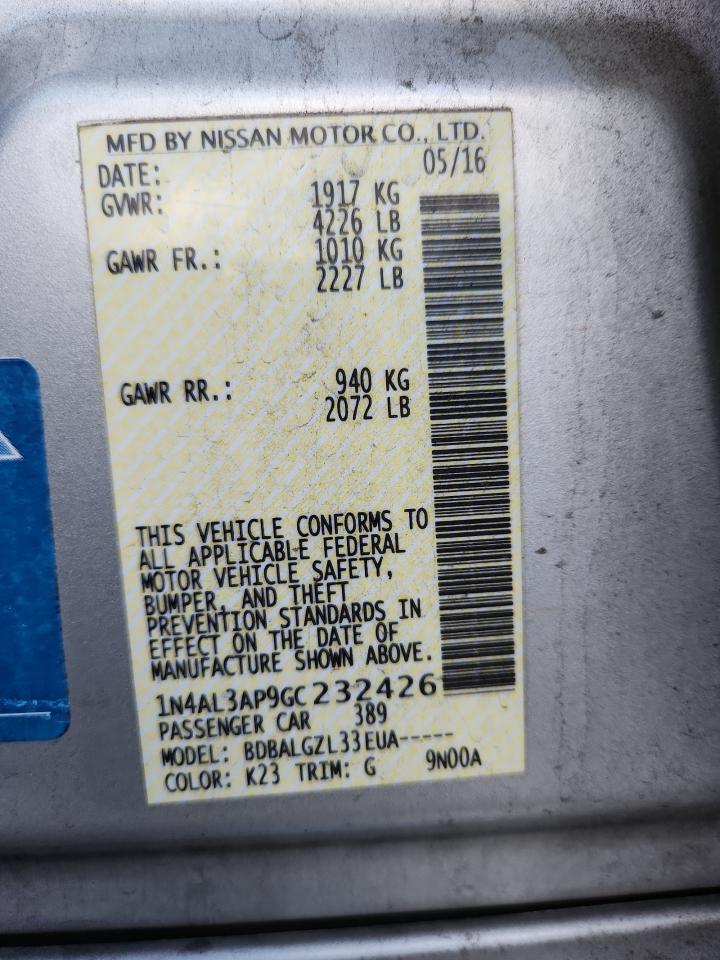 MFD BY NISSAN MOTOR CO., LTD.
DATE: 05/16
GVWR: 1917 KG
4226 LB
GAWR FR.: 1010 KG
2227 LB
GAWR RR.: 940 KG
2072 LB
THIS VEHICLE CONFORMS TO
ALL APPLICABLE FEDERAL
MOTOR VEHICLE SAFETY,
BUMPER, AND THEFT
PREVENTION STANDARDS IN
EFFECT ON THE DATE OF
MANUFACTURE SHOWN ABOVE.
1N4AL3AP9GC232426
PASSENGER CAR 389
MODEL: BDBALGZL33EUA-----
COLOR: K23 TRIM: G 9N00A